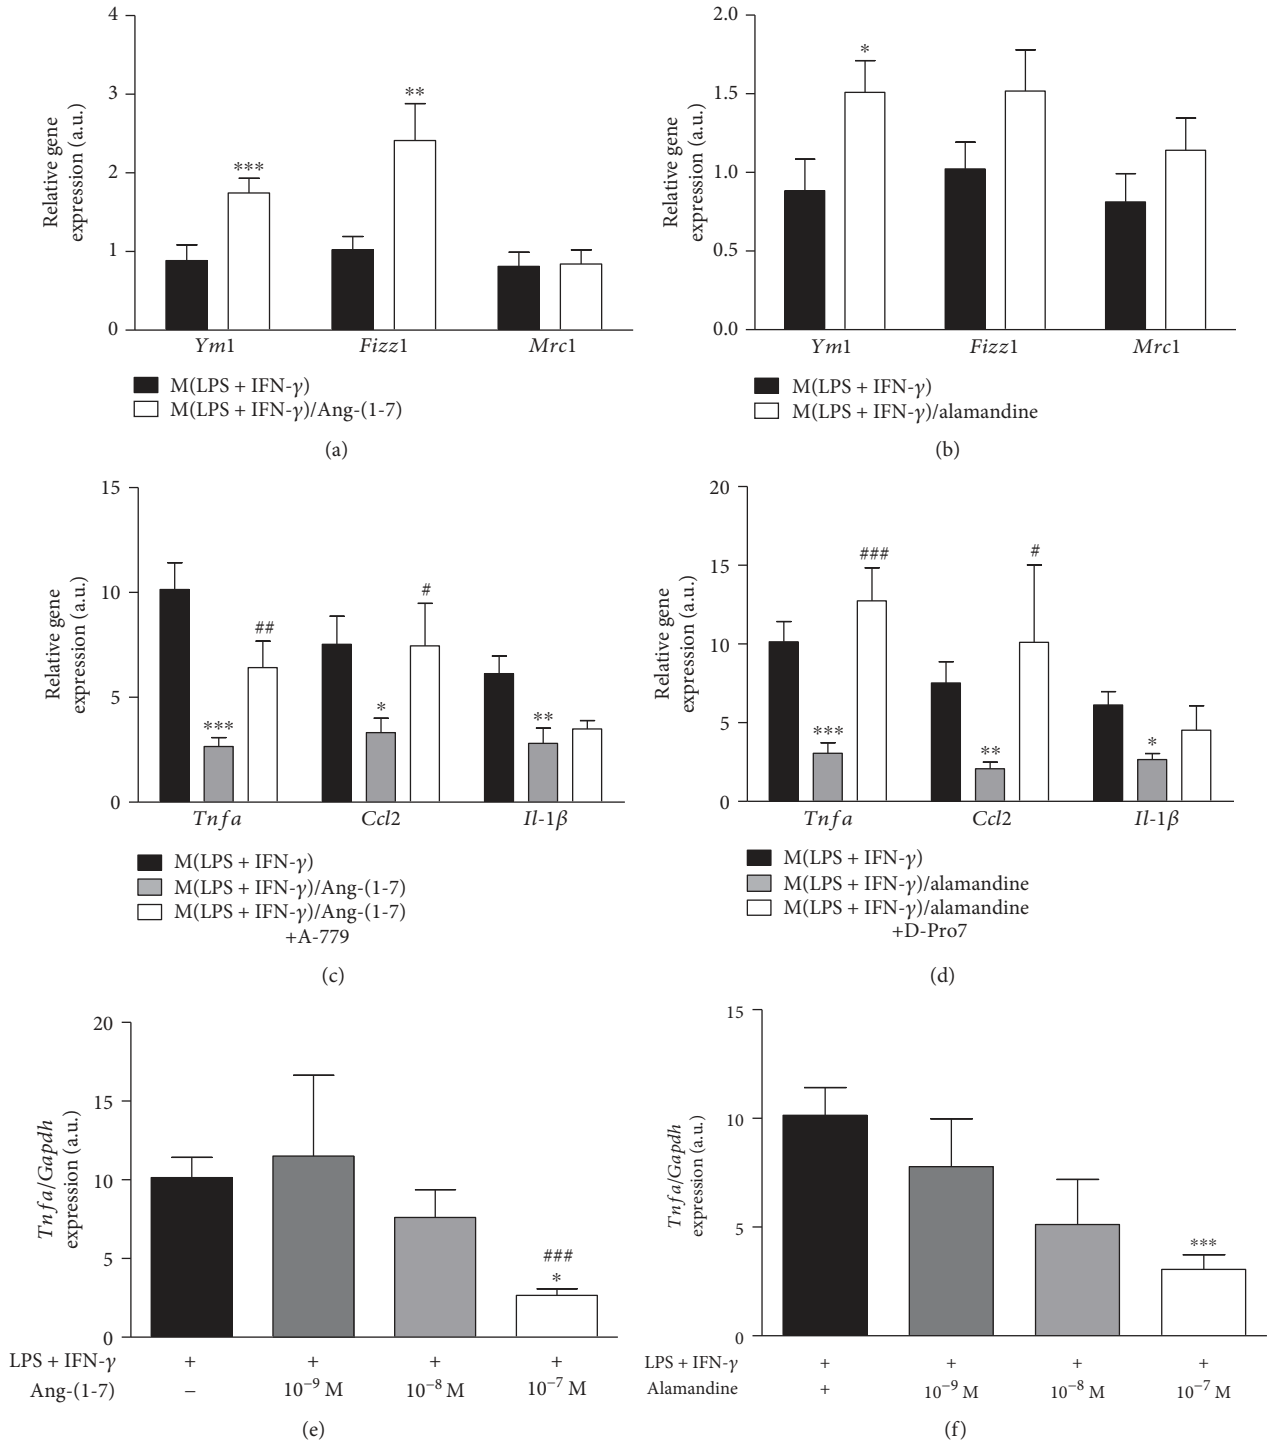 4
3
2
1
0
Relative gene
expression (a.u.)
***
**
Ym1
Fizz1
Mrc1
M(LPS + IFN-γ)
M(LPS + IFN-γ)/Ang-(1-7)
(a)
2.0
1.5
1.0
0.5
0.0
Relative gene
expression (a.u.)
*
Ym1
Fizz1
Mrc1
M(LPS + IFN-γ)
M(LPS + IFN-γ)/alamandine
(b)
15
10
5
0
Relative gene
expression (a.u.)
***
##
*
#
**
Tnfa
Ccl2
Il-1β
M(LPS + IFN-γ)
M(LPS + IFN-γ)/Ang-(1-7)
M(LPS + IFN-γ)/Ang-(1-7)
+A-779
(c)
20
15
10
5
0
Relative gene
expression (a.u.)
***
###
**
#
*
Tnfa
Ccl2
Il-1β
M(LPS + IFN-γ)
M(LPS + IFN-γ)/alamandine
M(LPS + IFN-γ)/alamandine
+D-Pro7
(d)
20
15
10
5
0
Tnfa/Gapdh
expression (a.u.)
###
*
LPS + IFN-γ + + + +
Ang-(1-7) − 10⁻⁹ M 10⁻⁸ M 10⁻⁷ M
(e)
15
10
5
0
Tnfa/Gapdh
expression (a.u.)
***
LPS + IFN-γ + + + +
Alamandine + 10⁻⁹ M 10⁻⁸ M 10⁻⁷ M
(f)